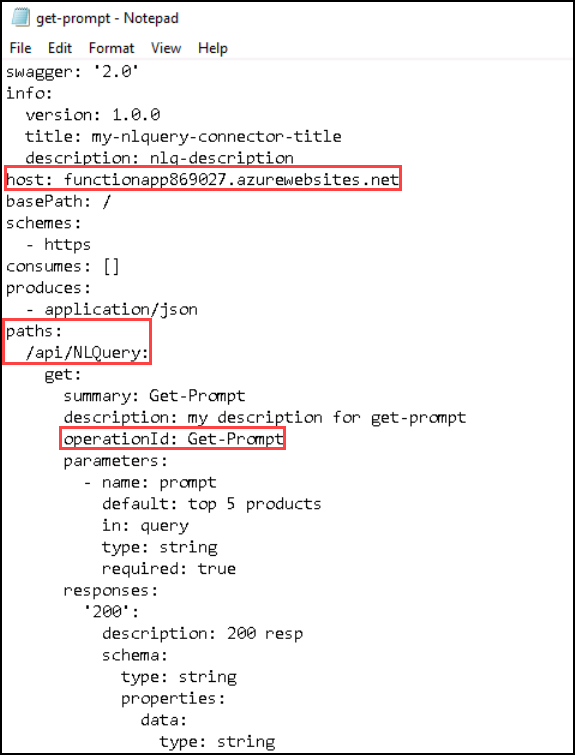 get-prompt - Notepad
File Edit Format View Help
swagger: '2.0'
info:
  version: 1.0.0
  title: my-nlquery-connector-title
  description: nlq-description
host: functionapp869027.azurewebsites.net
basePath: /
schemes:
  - https
consumes: []
produces:
  - application/json
paths:
  /api/NLQuery:
    get:
      summary: Get-Prompt
      description: my description for get-prompt
      operationId: Get-Prompt
      parameters:
        - name: prompt
          default: top 5 products
          in: query
          type: string
          required: true
      responses:
        '200':
          description: 200 resp
          schema:
            type: string
            properties:
              data:
                type: string